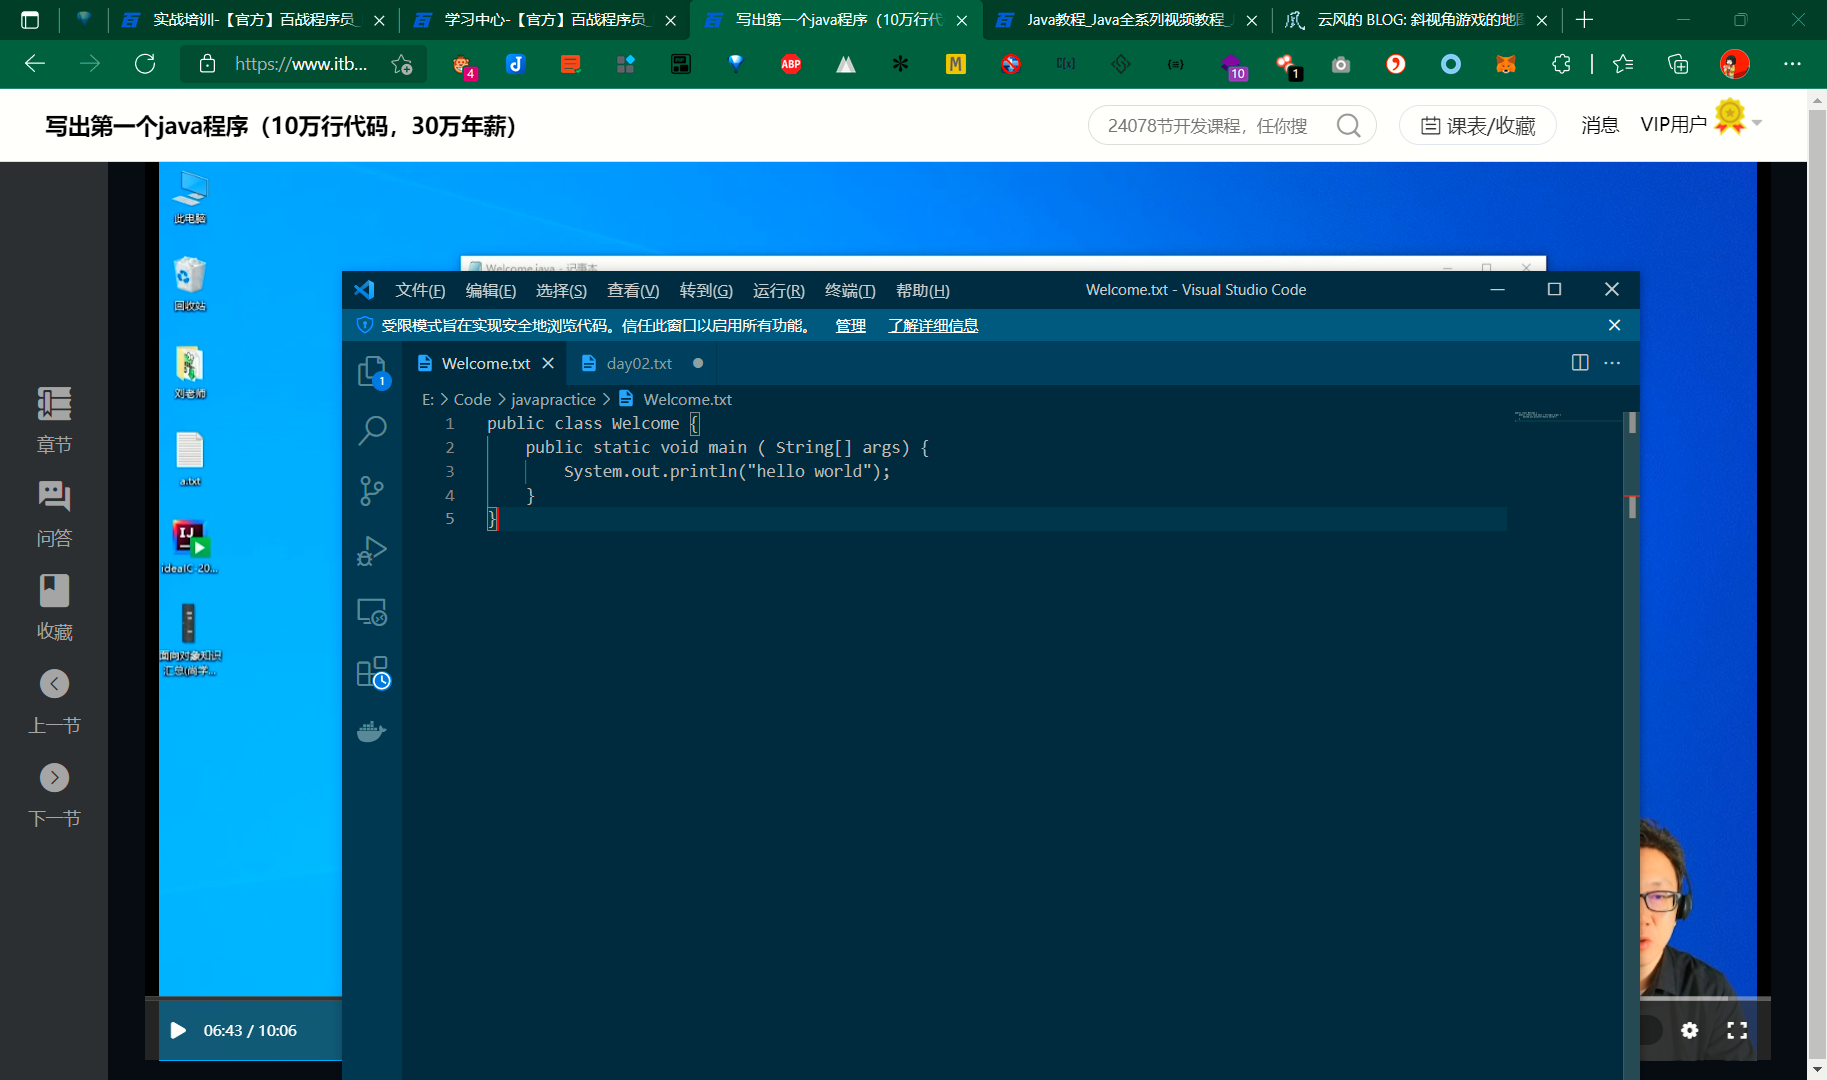 实战培训-【官方】百战程序员_
学习中心-【官方】百战程序员_
写出第一个java程序（10万行代
Java教程_Java全系列视频教程_
云风的 BLOG: 斜视角游戏的地图
https://www.itb...
4
ABP
M
10
1
写出第一个java程序（10万行代码，30万年薪）
24078节开发课程，任你搜
课表/收藏
消息
VIP用户
此电脑
回收站
刘老师
a.txt
ideaIC-20...
面向对象知识
汇总(尚学...
章节
问答
收藏
上一节
下一节
Welcome.java - 记事本
文件(F) 编辑(E) 选择(S) 查看(V) 转到(G) 运行(R) 终端(T) 帮助(H)
Welcome.txt - Visual Studio Code
受限模式旨在实现安全地浏览代码。信任此窗口以启用所有功能。 管理 了解详细信息
1
Welcome.txt
day02.txt
E: > Code > javapractice > Welcome.txt
1 public class Welcome {
2 public static void main ( String[] args) {
3 System.out.println("hello world");
4 }
5 }
06:43 / 10:06